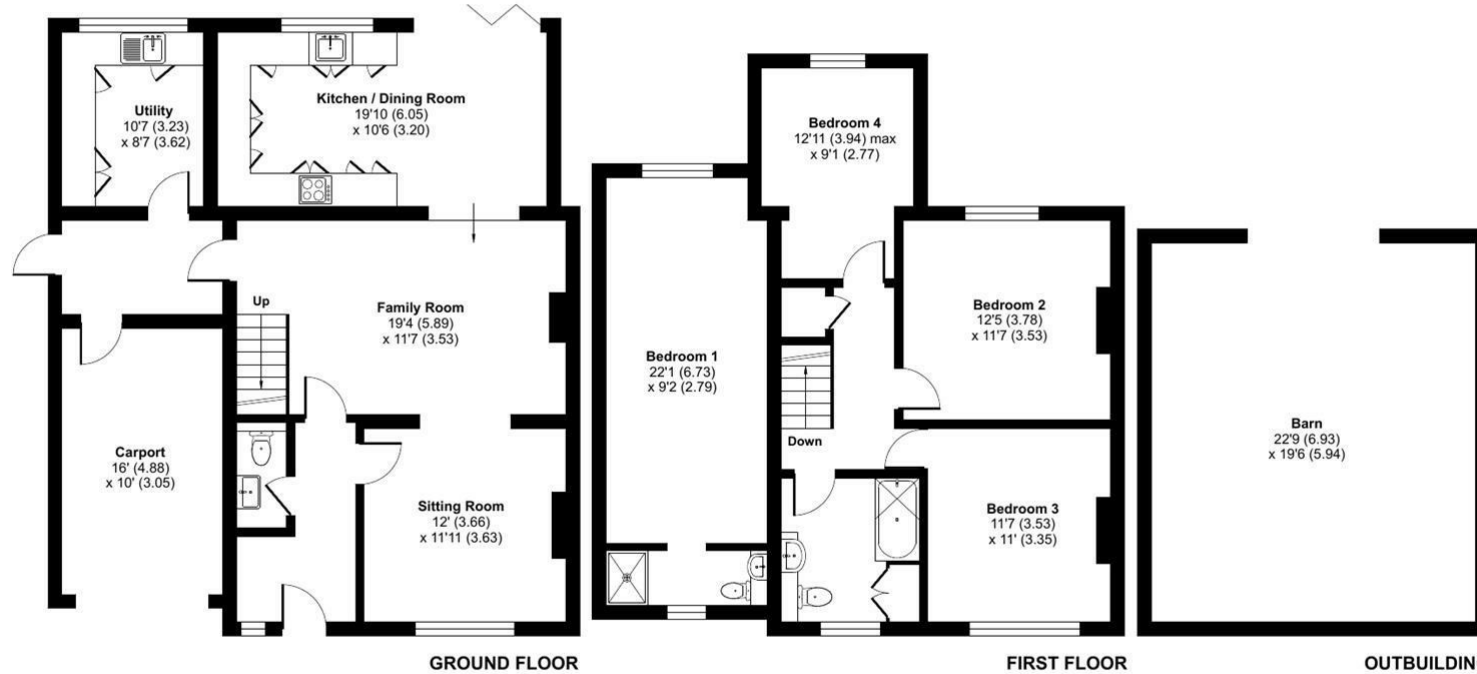 Utility
10'7 (3.23)
x 8'7 (3.62)
Kitchen / Dining Room
19'10 (6.05)
x 10'6 (3.20)
Up
Family Room
19'4 (5.89)
x 11'7 (3.53)
Carport
16' (4.88)
x 10' (3.05)
Sitting Room
12' (3.66)
x 11'11 (3.63)
GROUND FLOOR
Bedroom 4
12'11 (3.94) max
x 9'1 (2.77)
Bedroom 2
12'5 (3.78)
x 11'7 (3.53)
Bedroom 1
22'1 (6.73)
x 9'2 (2.79)
Down
Bedroom 3
11'7 (3.53)
x 11' (3.35)
FIRST FLOOR
Barn
22'9 (6.93)
x 19'6 (5.94)
OUTBUILDIN